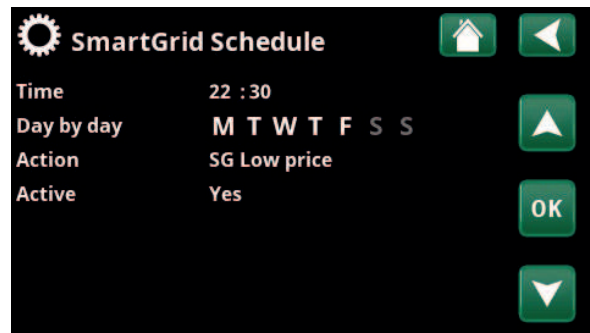 SmartGrid Schedule
Time 22 :30
Day by day M T W T F S S
Action SG Low price
Active Yes
OK